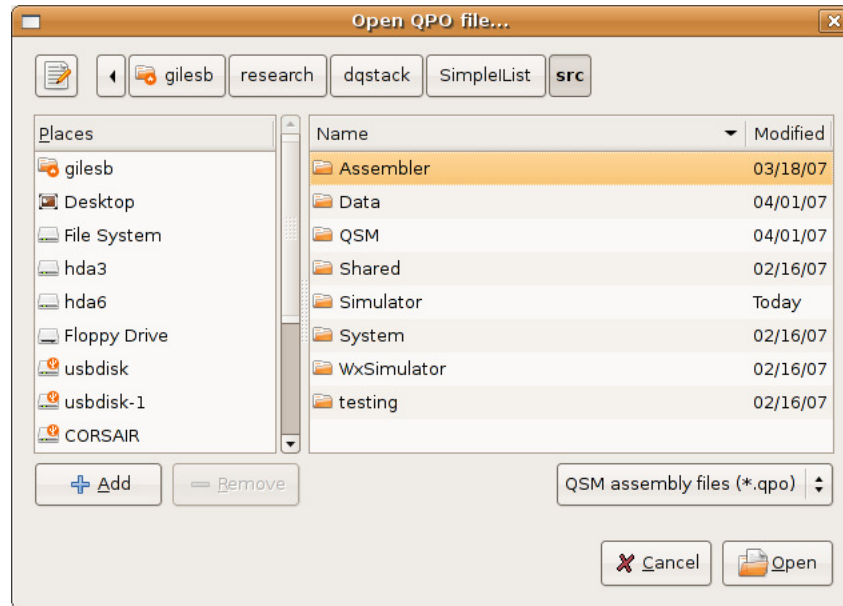 Open QPO file...
gilesb research dqstack SimpleIList src
Places
gilesb
Desktop
File System
hda3
hda6
Floppy Drive
usbdisk
usbdisk-1
CORSAIR
Name Modified
Assembler 03/18/07
Data 04/01/07
QSM 04/01/07
Shared 02/16/07
Simulator Today
System 02/16/07
WxSimulator 02/16/07
testing 02/16/07
Add Remove QSM assembly files (*.qpo)
Cancel Open